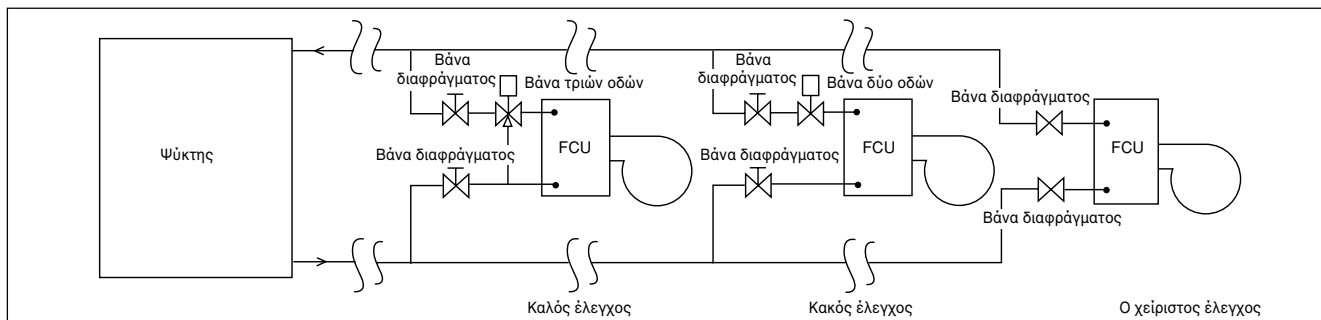 Βάνα
διαφράγματος
Βάνα τριών οδών
Βάνα
διαφράγματος
Βάνα δύο οδών
Βάνα διαφράγματος
Ψύκτης
Βάνα διαφράγματος
FCU
Βάνα διαφράγματος
FCU
FCU
Βάνα διαφράγματος
Καλός έλεγχος
Κακός έλεγχος
Ο χείριστος έλεγχος